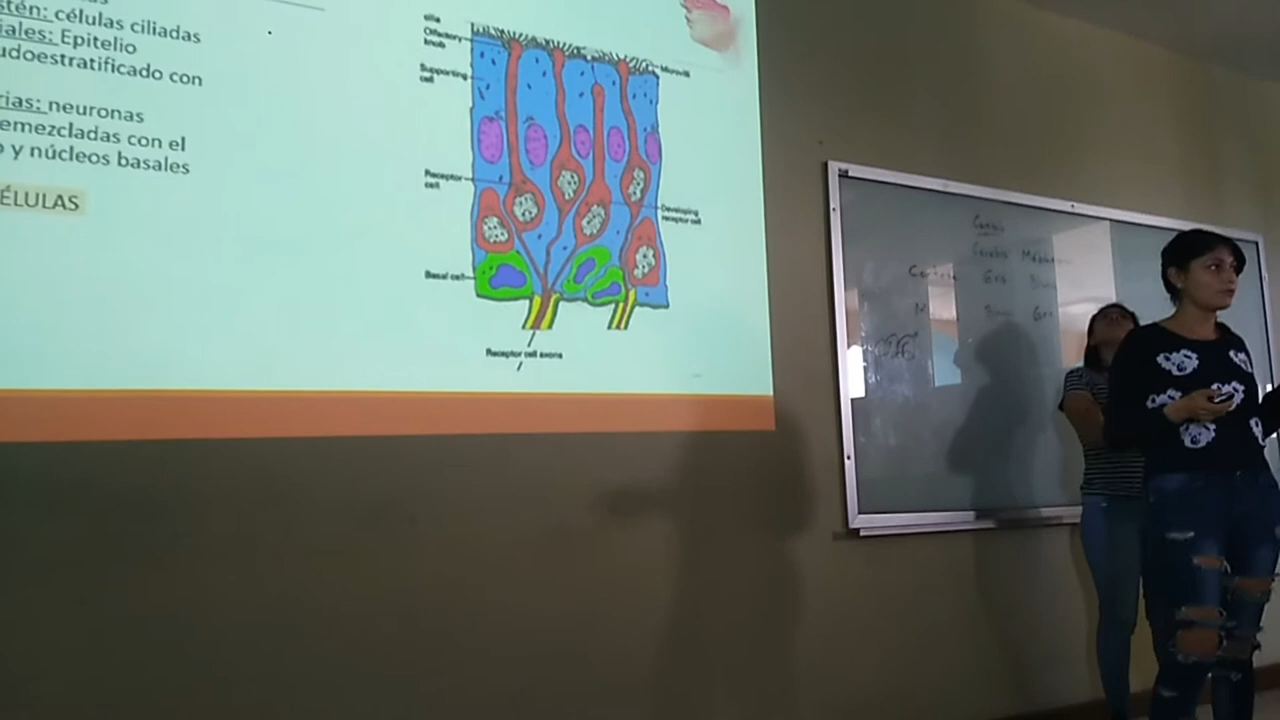 stén: células ciliadas
iales: Epitelio
udoestratificado con
rias: neuronas
emezcladas con el
o y núcleos basales
ÉLULAS
cilia
Olfactory
knob
Microvilli
Supporting
cell
Receptor
cell
Developing
receptor cell
Basal cell
Receptor cell axons